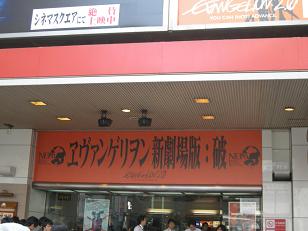 シネマスクエアにて 絶賛上映中
EVANGELION:2.0
YOU CAN (NOT) ADVANCE.
ヱヴァンゲリヲン 新劇場版：破